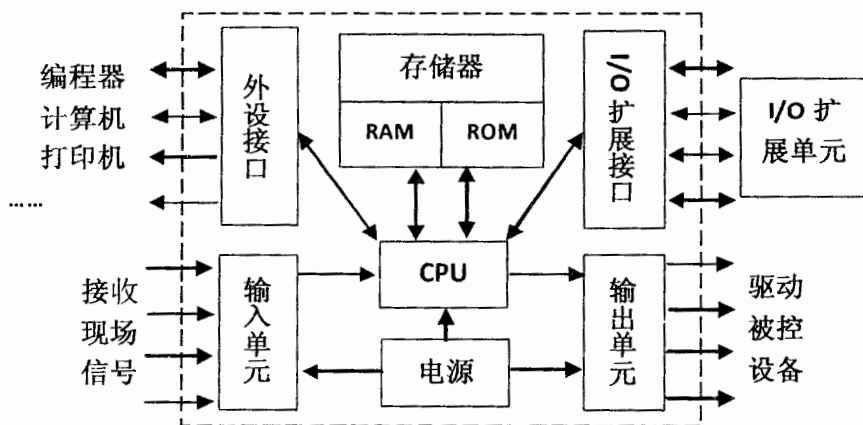 编程器
计算机
打印机
……
外设接口
存储器
RAM
ROM
I/O扩展接口
I/O 扩
展单元
CPU
接收
现场
信号
输入单元
电源
输出单元
驱动
被控
设备